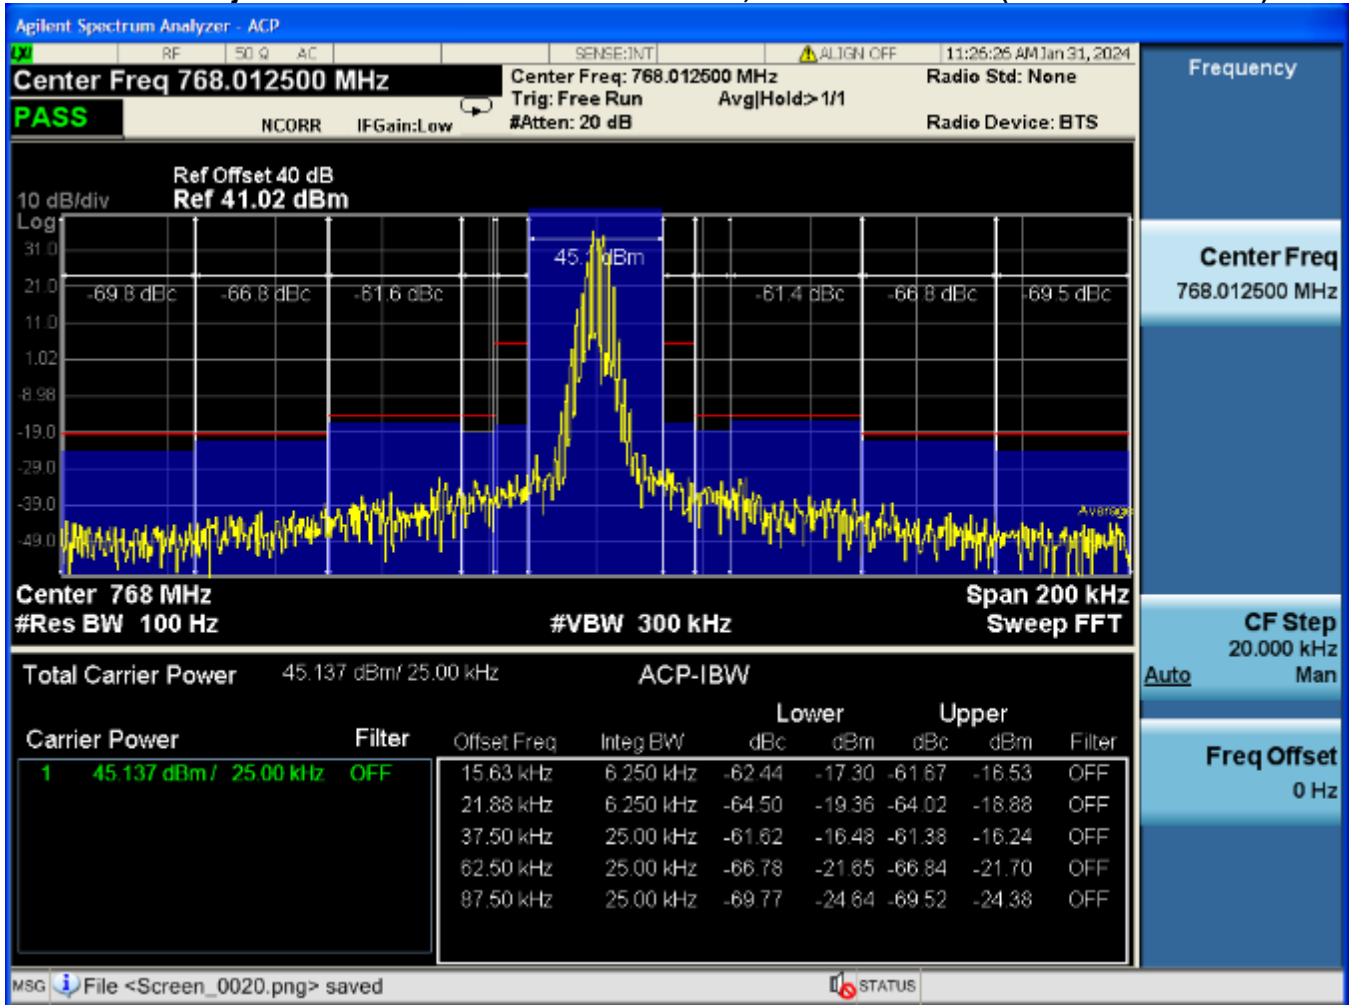 Agilent Spectrum Analyzer - ACP
LXI RF 50 Ω AC SENSE:INT ALIGN OFF 11:26:26 AM Jan 31, 2024
Center Freq 768.012500 MHz
Center Freq: 768.012500 MHz
Radio Std: None
Trig: Free Run
Avg|Hold:>1/1
PASS
NCORR
IFGain:Low
#Atten: 20 dB
Radio Device: BTS
Ref Offset 40 dB
10 dB/div
Ref 41.02 dBm
Log
31.0
21.0
11.0
1.02
-8.98
-19.0
-29.0
-39.0
-49.0
-69.8 dBc
-66.8 dBc
-61.6 dBc
-61.4 dBc
-66.8 dBc
-69.5 dBc
Average
Center 768 MHz
Span 200 kHz
#Res BW 100 Hz
#VBW 300 kHz
Sweep FFT
Total Carrier Power 45.137 dBm/ 25.00 kHz
ACP-IBW
Lower Upper
Carrier Power Filter
Offset Freq Integ BW dBc dBm dBc dBm Filter
1 45.137 dBm / 25.00 kHz OFF
15.63 kHz 6.250 kHz -62.44 -17.30 -61.67 -16.53 OFF
21.88 kHz 6.250 kHz -64.50 -19.36 -64.02 -18.88 OFF
37.50 kHz 25.00 kHz -61.62 -16.48 -61.38 -16.24 OFF
62.50 kHz 25.00 kHz -66.78 -21.65 -66.84 -21.70 OFF
87.50 kHz 25.00 kHz -69.77 -24.64 -69.52 -24.38 OFF
MSG File <Screen_0020.png> saved
STATUS
Frequency
Center Freq
768.012500 MHz
CF Step
20.000 kHz
Auto Man
Freq Offset
0 Hz